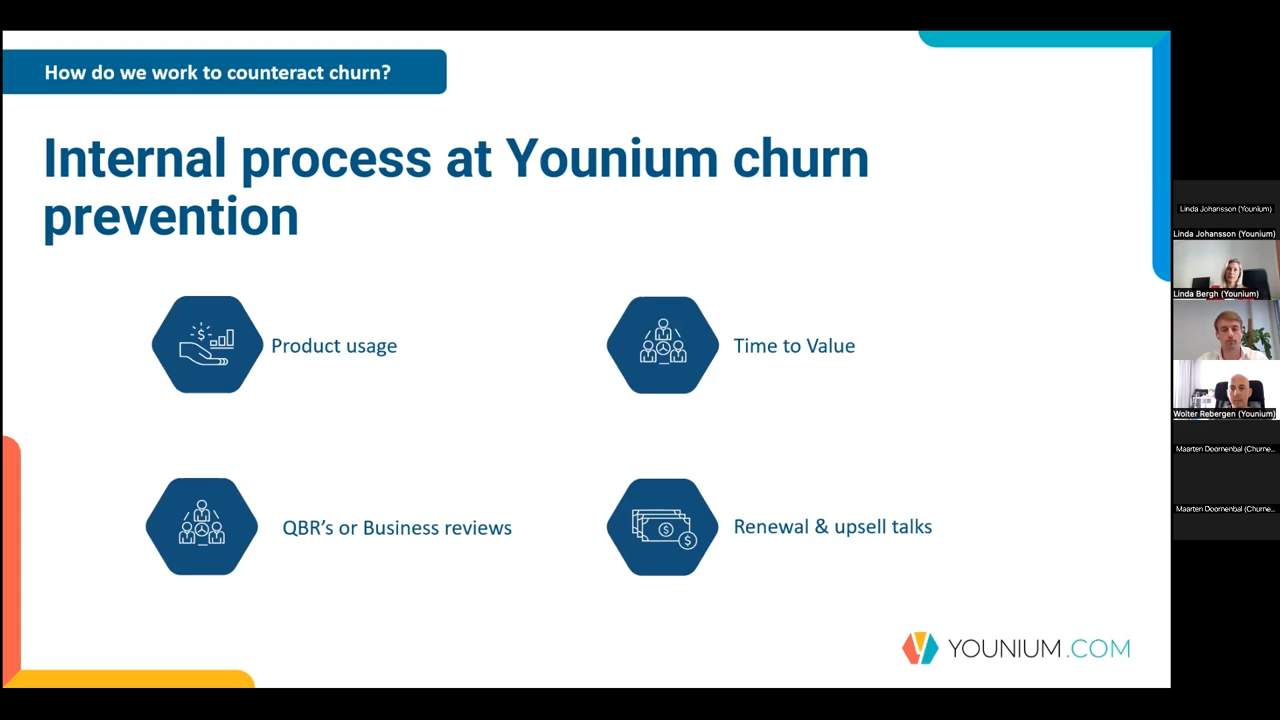 How do we work to counteract churn?
Internal process at Younium churn
prevention
Product usage
Time to Value
QBR's or Business reviews
Renewal & upsell talks
YOUNIUM.COM
Linda Johansson (Younium)
Linda Johansson (Younium)
Linda Bergh (Younium)
Wolter Rebergen (Younium)
Maarten Doornenbal (Churne...
Maarten Doornenbal (Churne...